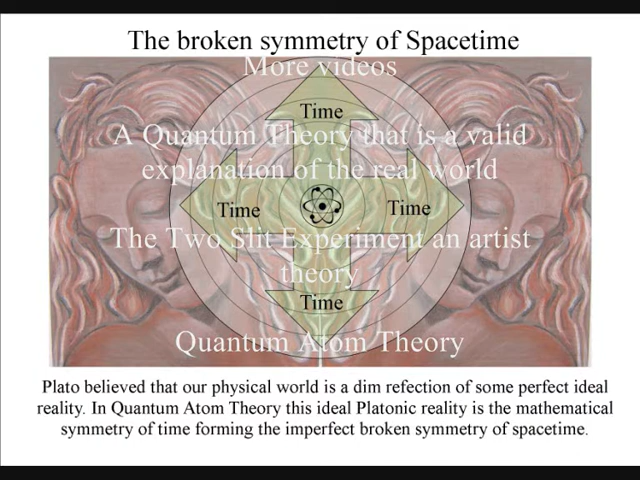 The broken symmetry of Spacetime
More videos
Time
A Quantum Theory that is a valid
explanation of the real world
Time
Time
The Two Slit Experiment an artist
theory
Time
Quantum Atom Theory
Plato believed that our physical world is a dim refection of some perfect ideal
reality. In Quantum Atom Theory this ideal Platonic reality is the mathematical
symmetry of time forming the imperfect broken symmetry of spacetime.